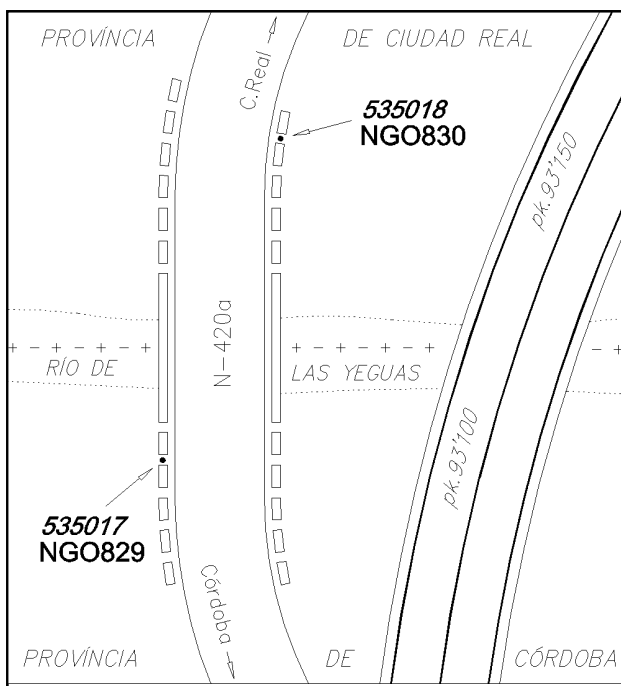 PROVÍNCIA DE CIUDAD REAL
C.Real
535018
NGO830
pk.93'150
N-420a
RÍO DE LAS YEGUAS
pk.93'100
535017
NGO829
Córdoba
PROVÍNCIA DE CÓRDOBA